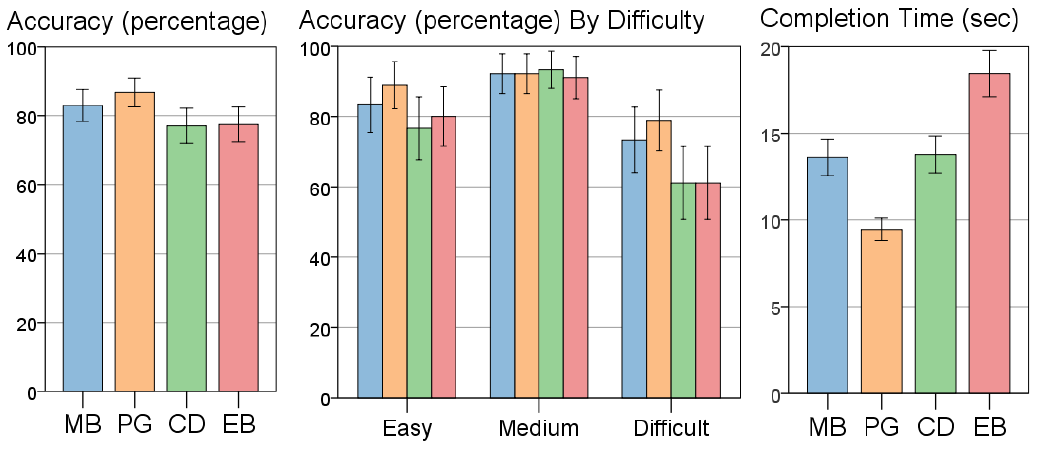 Accuracy (percentage)
100
80
60
40
20
0
MB PG CD EB
Accuracy (percentage) By Difficulty
100
80
60
40
20
0
Easy Medium Difficult
Completion Time (sec)
20
15
10
5
0
MB PG CD EB